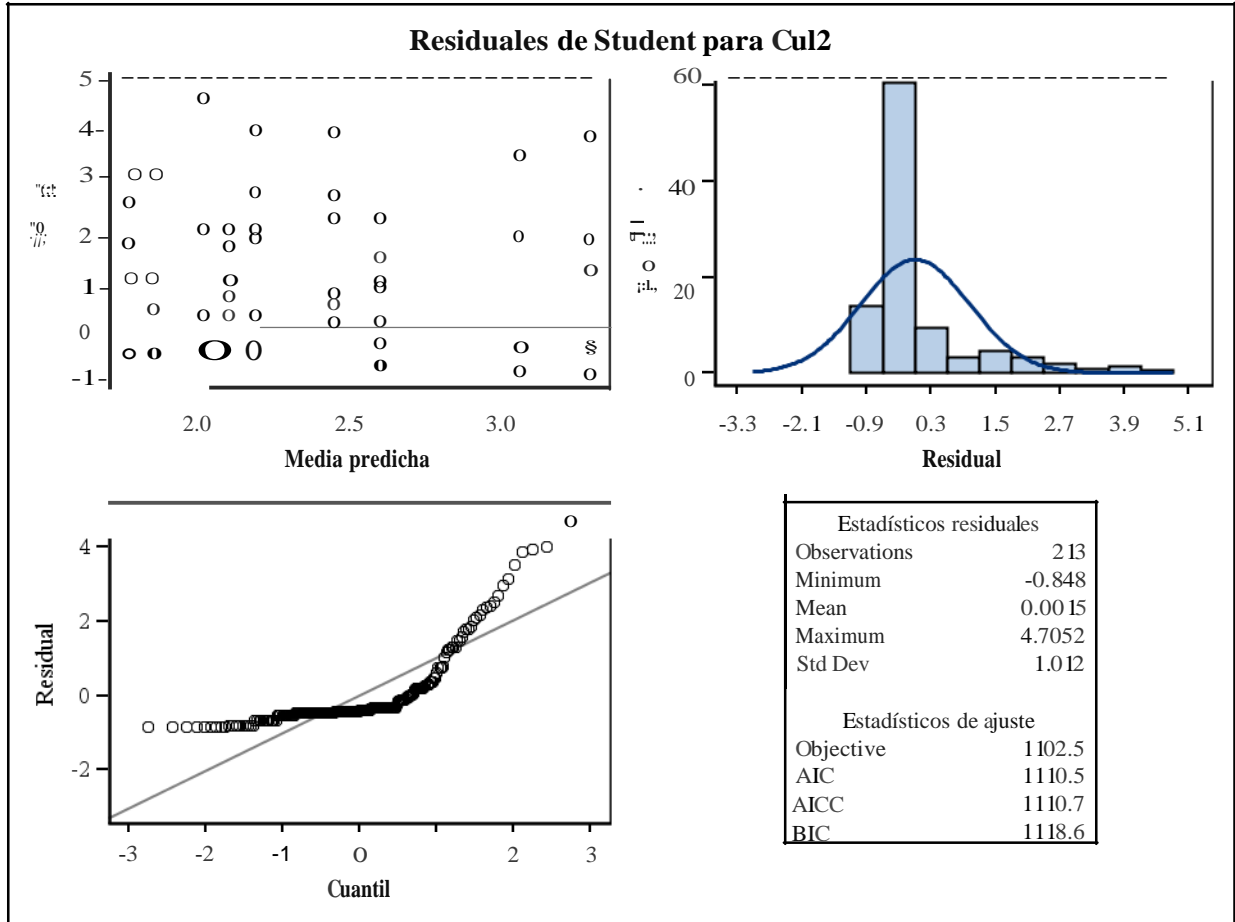 Residuales de Student para Cul2
5
4-
3
2
1
0
-1
2.0 2.5 3.0
Media predicha
60
40
20
0
-3.3 -2.1 -0.9 0.3 1.5 2.7 3.9 5.1
Residual
Residual
4
2
0
-2
-3 -2 -1 O 2 3
Cuantil
Estadísticos residuales
Observations 213
Minimum -0.848
Mean 0.0015
Maximum 4.7052
Std Dev 1.012
Estadísticos de ajuste
Objective 1102.5
AIC 1110.5
AICC 1110.7
BIC 1118.6